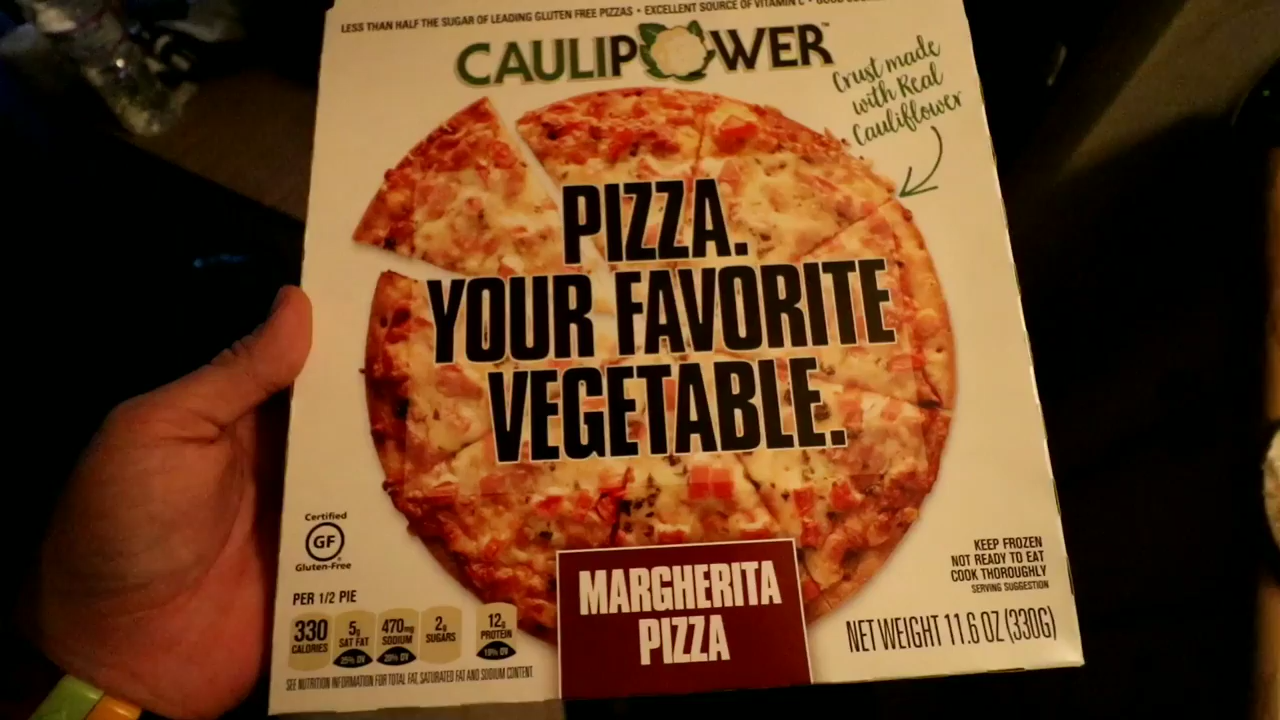 LESS THAN HALF THE SUGAR OF LEADING GLUTEN FREE PIZZAS • EXCELLENT SOURCE OF VITAMIN C • GOOD
CAULIPOWER™
Crust made
with Real
Cauliflower
PIZZA.
YOUR FAVORITE
VEGETABLE.
Certified
GF
Gluten-Free
PER 1/2 PIE
330 CALORIES
5g SAT FAT 25% DV
470mg SODIUM 20% DV
2g SUGARS
12g PROTEIN 19% DV
SEE NUTRITION INFORMATION FOR TOTAL FAT, SATURATED FAT AND SODIUM CONTENT
MARGHERITA
PIZZA
KEEP FROZEN
NOT READY TO EAT
COOK THOROUGHLY
SERVING SUGGESTION
NET WEIGHT 11.6 OZ (330G)